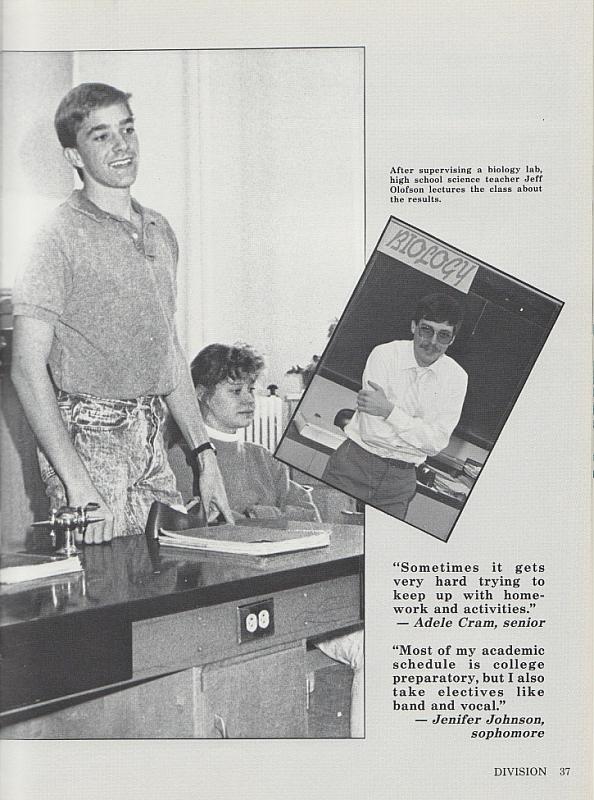 After supervising a biology lab,
high school science teacher Jeff
Olofson lectures the class about
the results.
BIOLOGY
"Sometimes it gets
very hard trying to
keep up with home-
work and activities."
— Adele Cram, senior
"Most of my academic
schedule is college
preparatory, but I also
take electives like
band and vocal."
— Jenifer Johnson,
sophomore
DIVISION 37